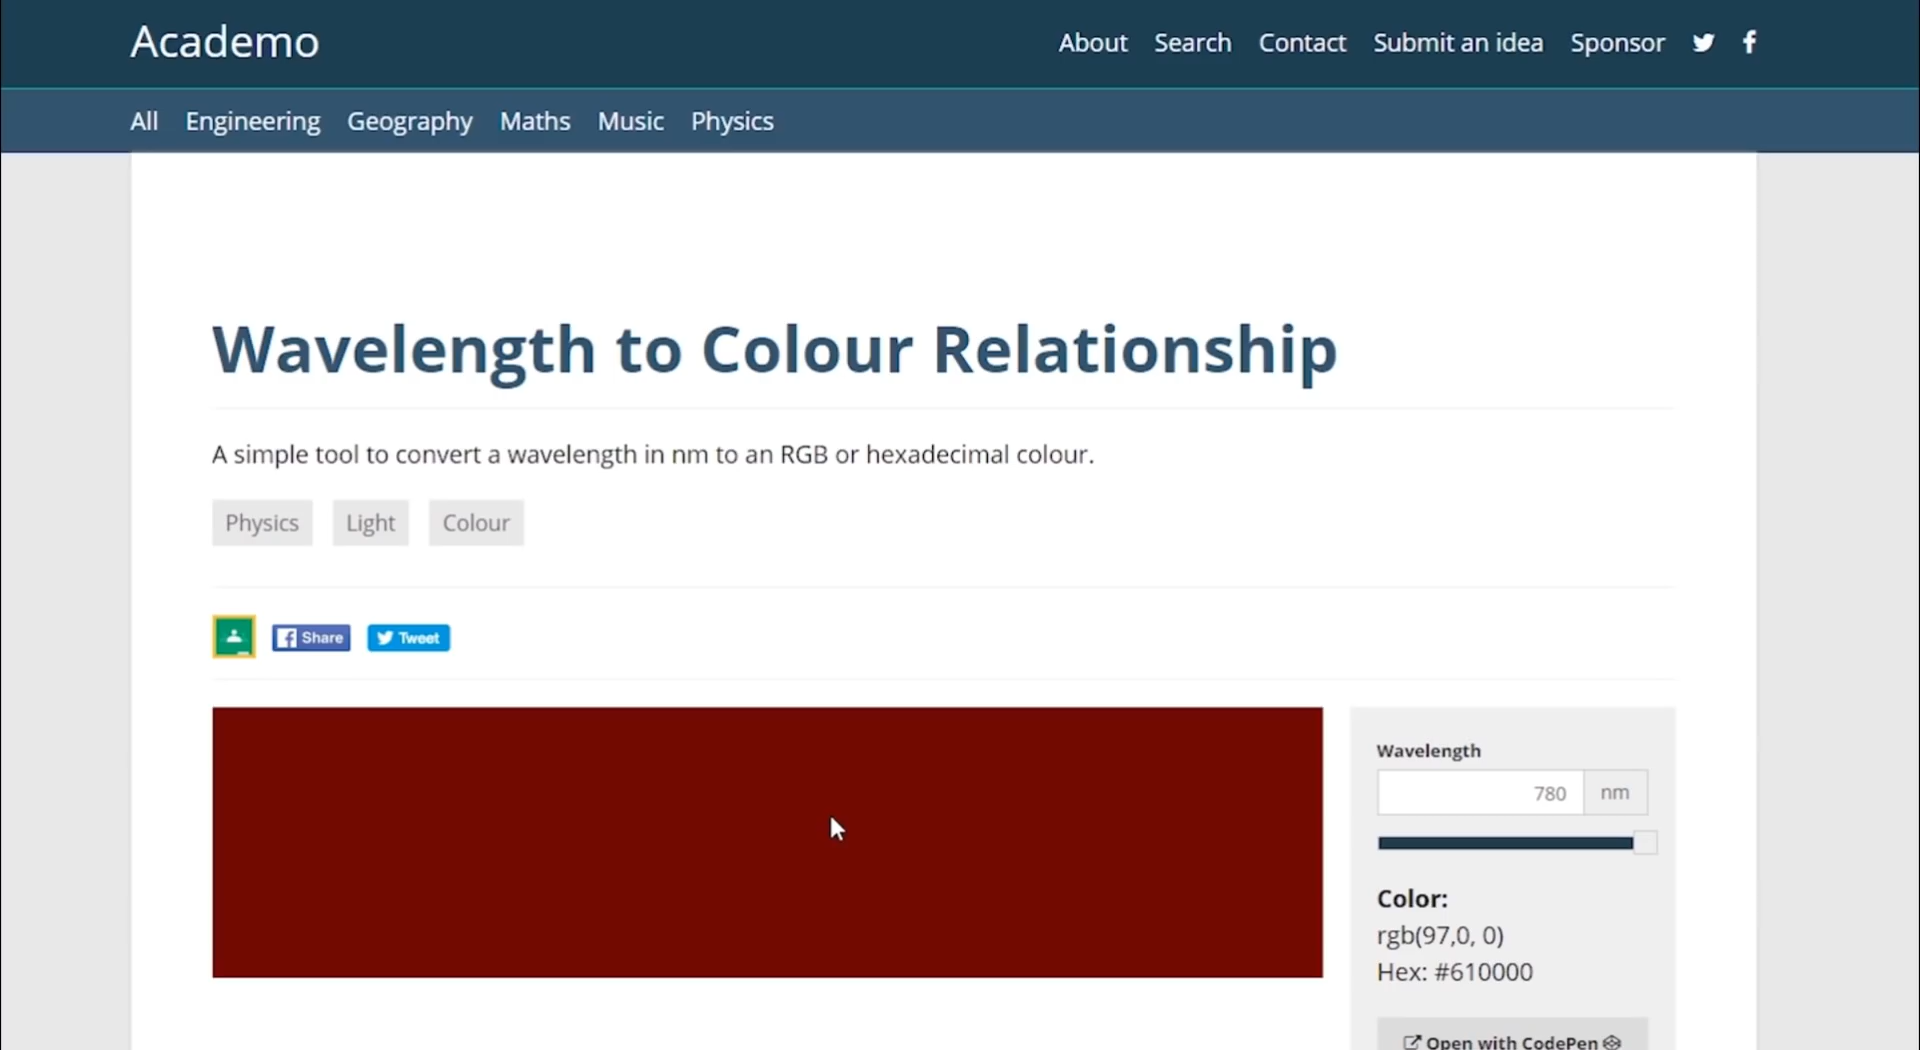 Academo
About Search Contact Submit an idea Sponsor
All Engineering Geography Maths Music Physics
Wavelength to Colour Relationship
A simple tool to convert a wavelength in nm to an RGB or hexadecimal colour.
Physics Light Colour
Share Tweet
Wavelength
780 nm
Color:
rgb(97,0, 0)
Hex: #610000
Open with CodePen